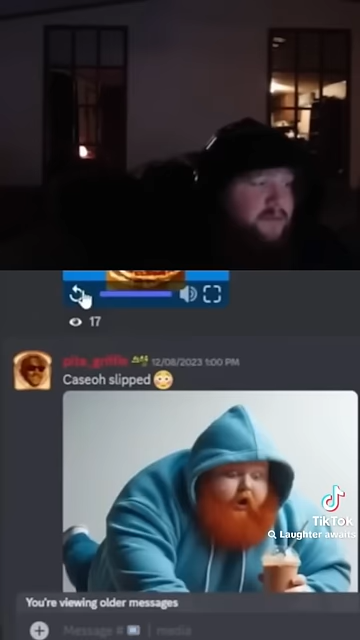 17
pita_griffin 12/08/2023 1:00 PM
Caseoh slipped 😳
TikTok
Laughter awaits
You're viewing older messages
Message #
media